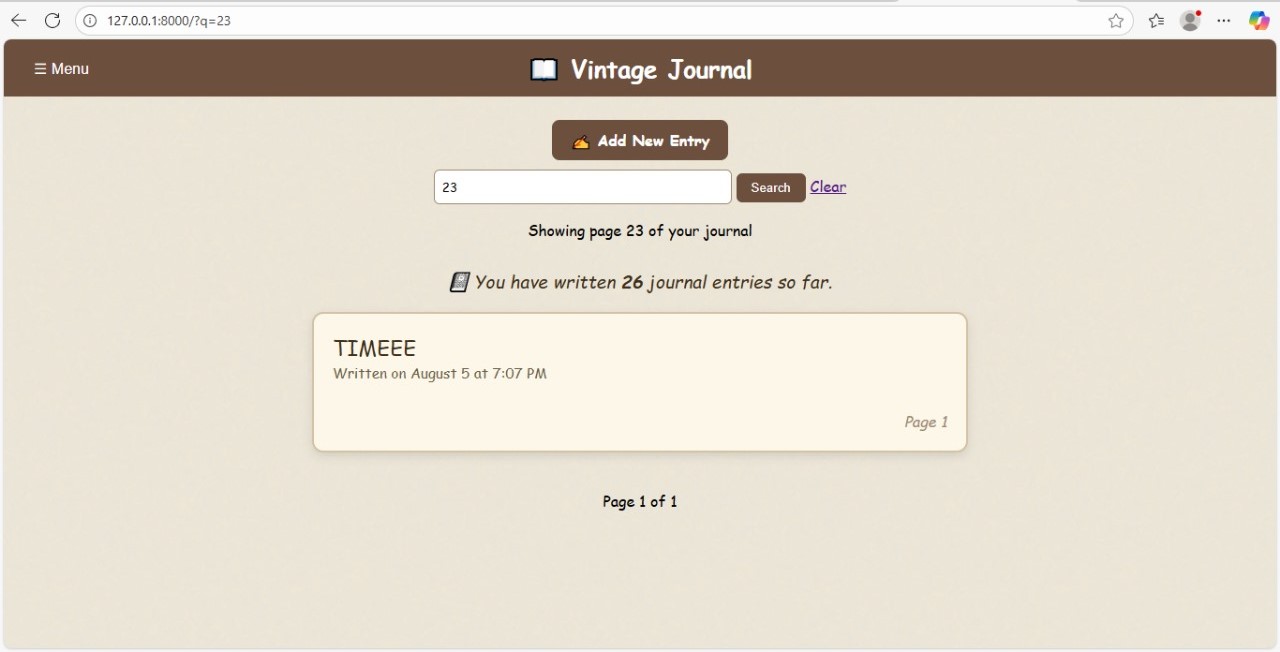 127.0.0.1:8000/?q=23
☰ Menu
Vintage Journal
Add New Entry
23
Search
Clear
Showing page 23 of your journal
You have written 26 journal entries so far.
TIMEEE
Written on August 5 at 7:07 PM
Page 1
Page 1 of 1